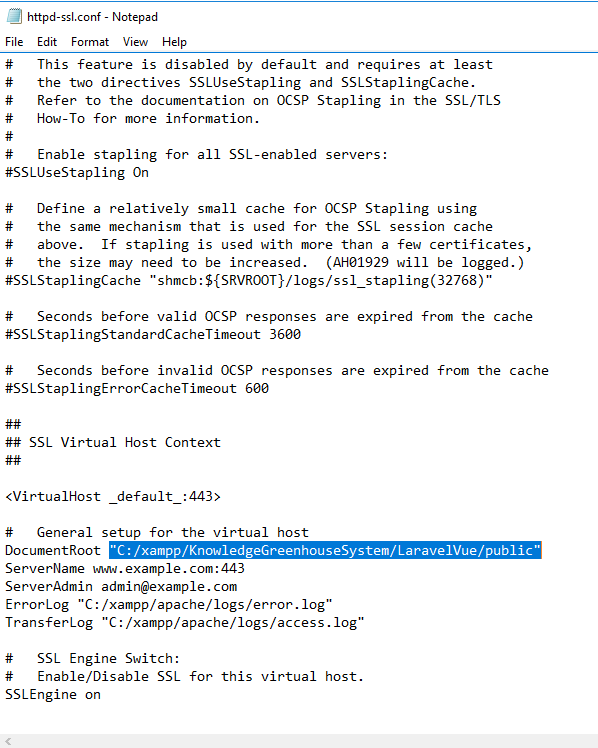 httpd-ssl.conf - Notepad
File Edit Format View Help
#   This feature is disabled by default and requires at least
#   the two directives SSLUseStapling and SSLStaplingCache.
#   Refer to the documentation on OCSP Stapling in the SSL/TLS
#   How-To for more information.
#
#   Enable stapling for all SSL-enabled servers:
#SSLUseStapling On
#   Define a relatively small cache for OCSP Stapling using
#   the same mechanism that is used for the SSL session cache
#   above.  If stapling is used with more than a few certificates,
#   the size may need to be increased.  (AH01929 will be logged.)
#SSLStaplingCache "shmcb:${SRVROOT}/logs/ssl_stapling(32768)"
#   Seconds before valid OCSP responses are expired from the cache
#SSLStaplingStandardCacheTimeout 3600
#   Seconds before invalid OCSP responses are expired from the cache
#SSLStaplingErrorCacheTimeout 600
##
## SSL Virtual Host Context
##
<VirtualHost _default_:443>
#   General setup for the virtual host
DocumentRoot "C:/xampp/KnowledgeGreenhouseSystem/LaravelVue/public"
ServerName www.example.com:443
ServerAdmin admin@example.com
ErrorLog "C:/xampp/apache/logs/error.log"
TransferLog "C:/xampp/apache/logs/access.log"
#   SSL Engine Switch:
#   Enable/Disable SSL for this virtual host.
SSLEngine on